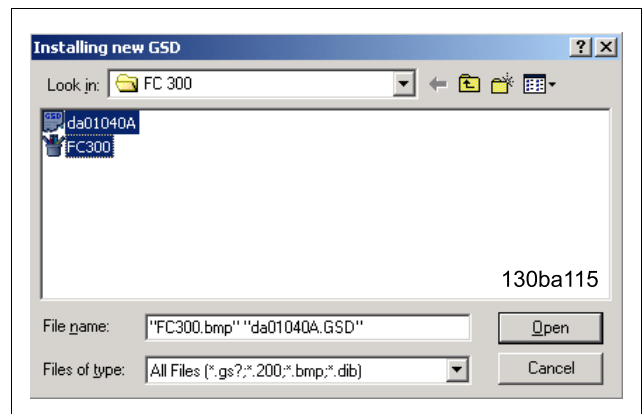 Installing new GSD
Look in: FC 300
GSD da01040A
FC300
130ba115
File name: "FC300.bmp" "da01040A.GSD" Open
Files of type: All Files (*.gs?;*.200;*.bmp;*.dib) Cancel